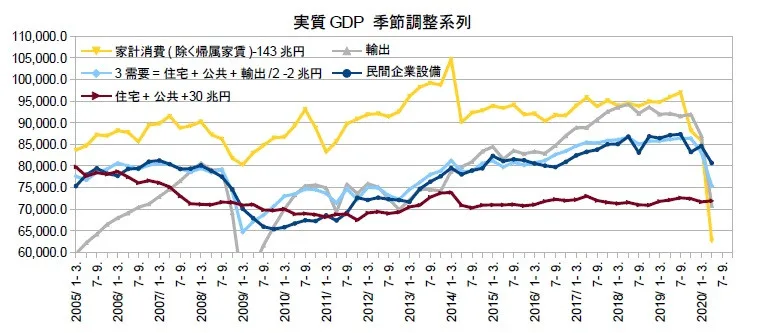 実質GDP 季節調整系列
110,000.0
105,000.0
100,000.0
95,000.0
90,000.0
85,000.0
80,000.0
75,000.0
70,000.0
65,000.0
60,000.0
家計消費(除く帰属家賃)-143兆円
輸出
3需要=住宅+公共+輸出/2 -2兆円
民間企業設備
住宅+公共+30兆円
2005/ 1- 3.
7- 9.
2006/ 1- 3.
7- 9.
2007/ 1- 3.
7- 9.
2008/ 1- 3.
7- 9.
2009/ 1- 3.
7- 9.
2010/ 1- 3.
7- 9.
2011/ 1- 3.
7- 9.
2012/ 1- 3.
7- 9.
2013/ 1- 3.
7- 9.
2014/ 1- 3.
7- 9.
2015/ 1- 3.
7- 9.
2016/ 1- 3.
7- 9.
2017/ 1- 3.
7- 9.
2018/ 1- 3.
7- 9.
2019/ 1- 3.
7- 9.
2020/ 1- 3.
7- 9.